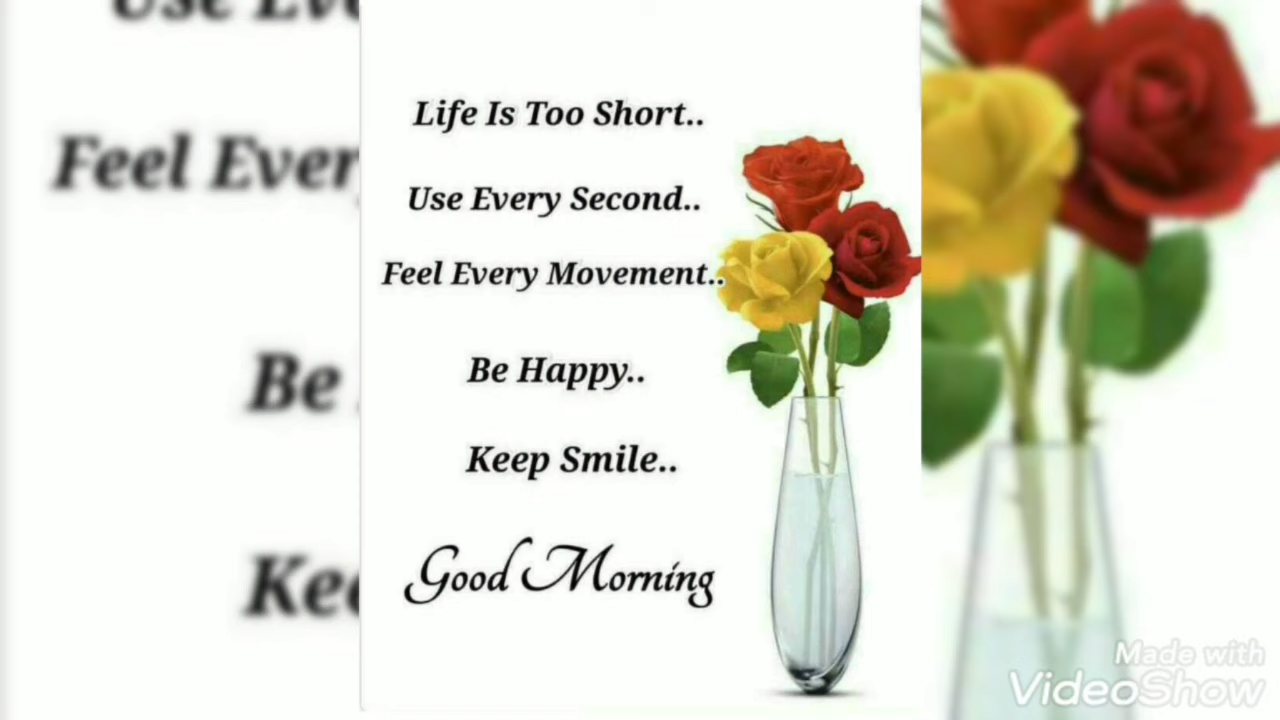 Life Is Too Short..
Use Every Second..
Feel Every Movement..
Be Happy..
Keep Smile..
Good Morning
Made with
VideoShow